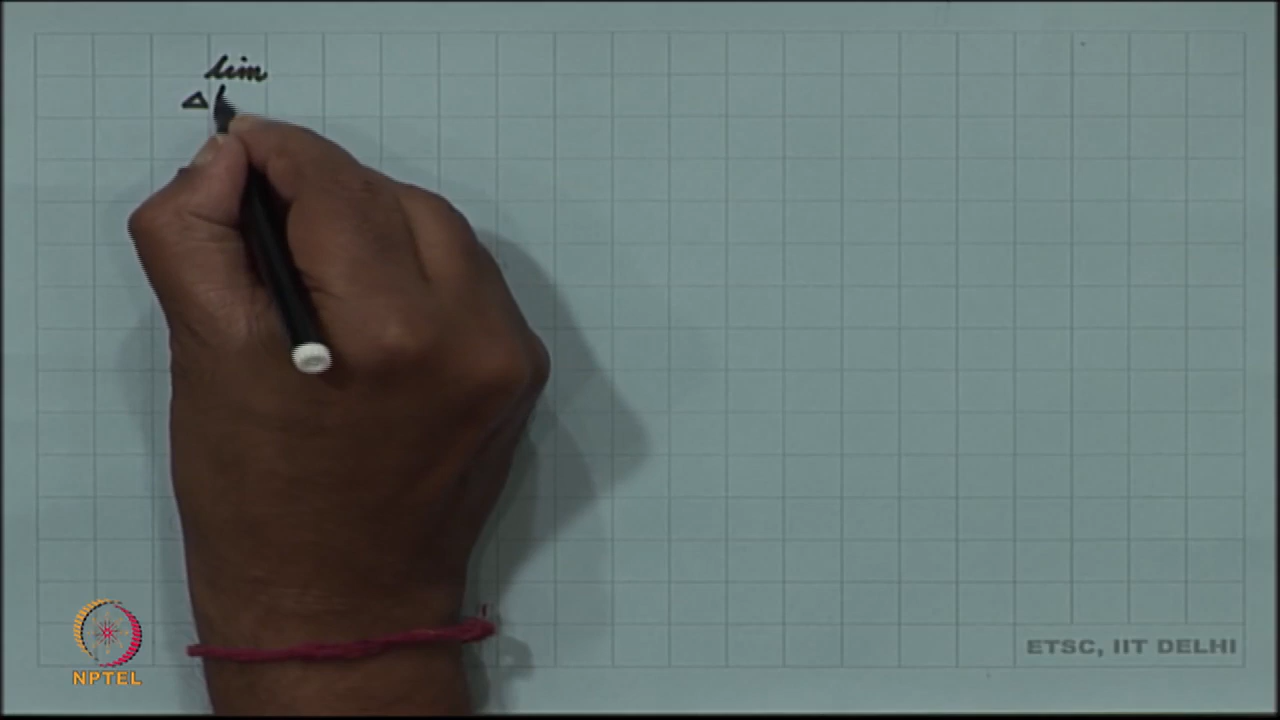 lim
Δ
ETSC, IIT DELHI
NPTEL